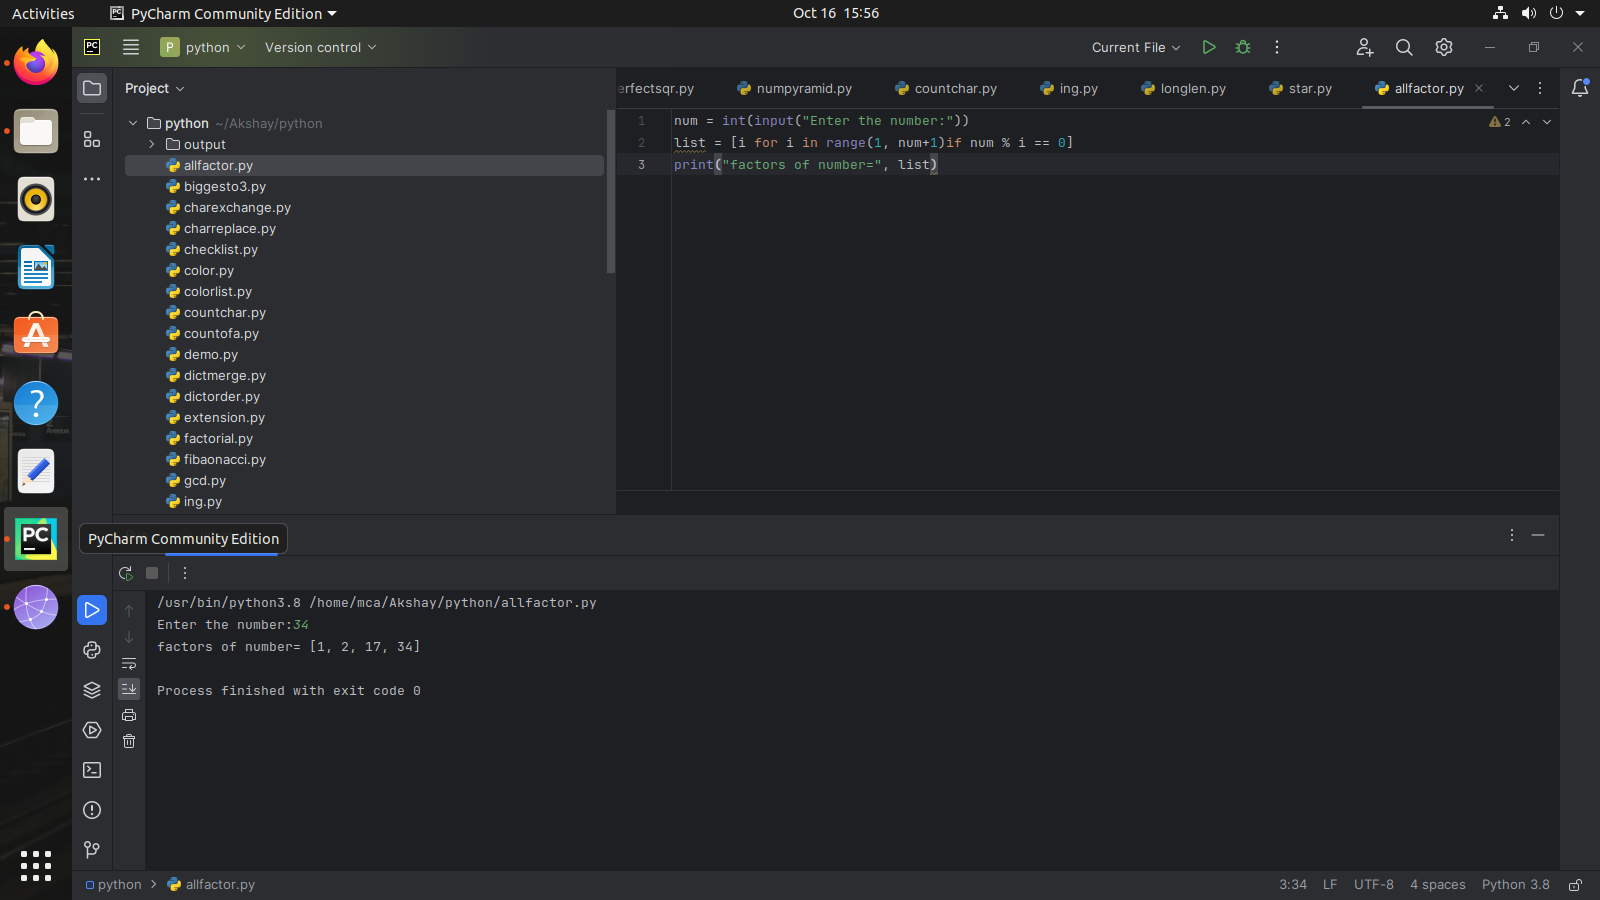 Activities PyCharm Community Edition Oct 16 15:56
PC P python Version control Current File
Project
python ~/Akshay/python
output
allfactor.py
biggesto3.py
charexchange.py
charreplace.py
checklist.py
color.py
colorlist.py
countchar.py
countofa.py
demo.py
dictmerge.py
dictorder.py
extension.py
factorial.py
fibaonacci.py
gcd.py
ing.py
erfectsqr.py numpyramid.py countchar.py ing.py longlen.py star.py allfactor.py
1 num = int(input("Enter the number:"))
2 list = [i for i in range(1, num+1)if num % i == 0]
3 print("factors of number=", list)
2
PC
PyCharm Community Edition
/usr/bin/python3.8 /home/mca/Akshay/python/allfactor.py
Enter the number:34
factors of number= [1, 2, 17, 34]
Process finished with exit code 0
python allfactor.py 3:34 LF UTF-8 4 spaces Python 3.8